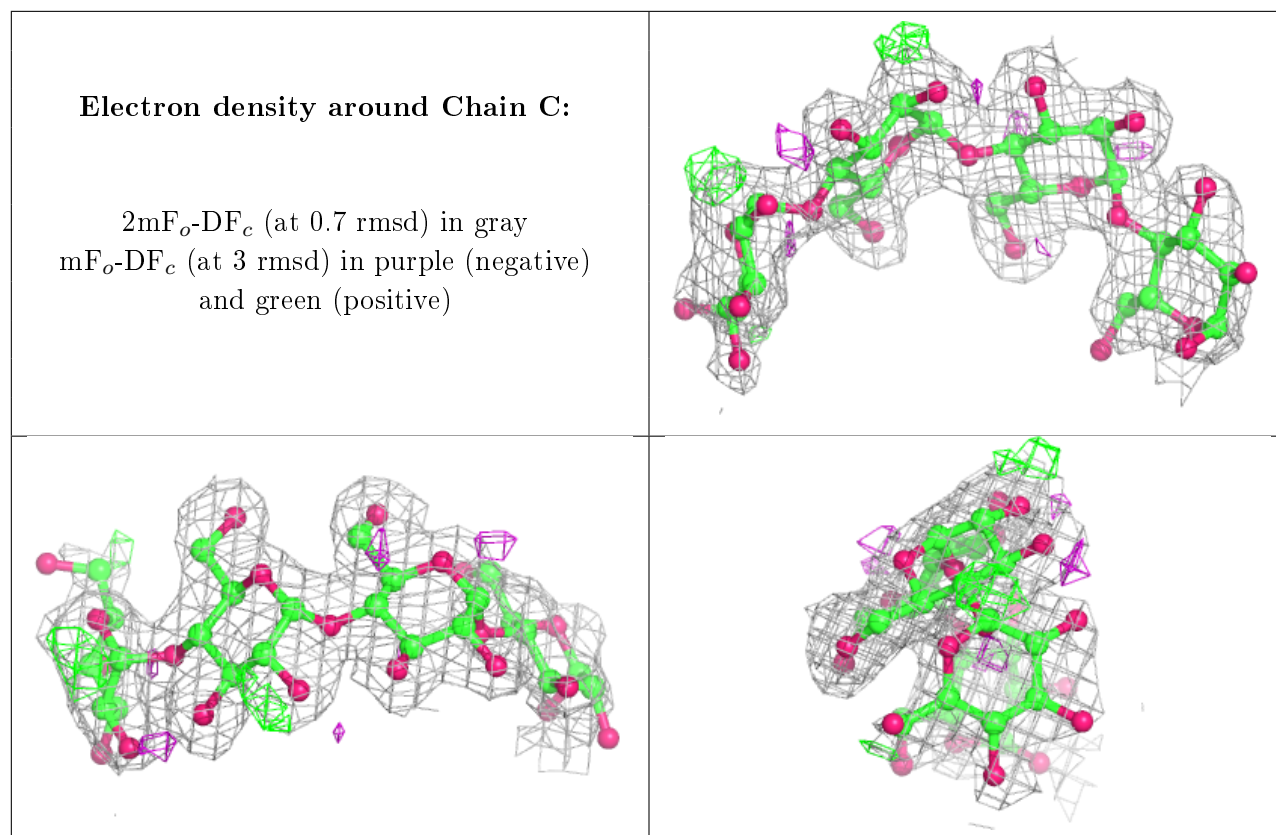 Electron density around Chain C:
2mFₒ-DF𝒸 (at 0.7 rmsd) in gray
mFₒ-DF𝒸 (at 3 rmsd) in purple (negative)
and green (positive)